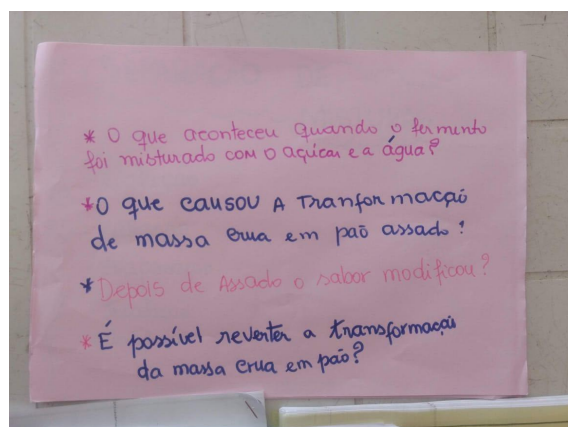 * O que aconteceu quando o fermento
foi misturado com o açúcar e a água?
*O que causou A Tranformação
de massa crua em pão assado?
* Depois de Assado o sabor modificou?
* É possível reverter a transformação
da massa crua em pão?